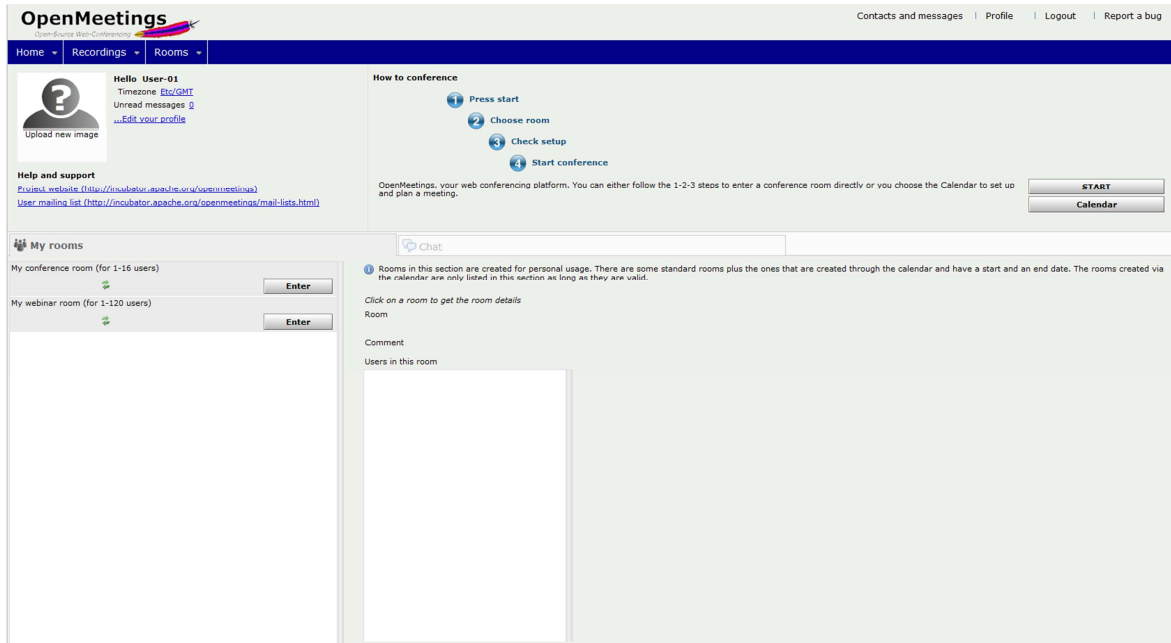 OpenMeetings
Open-Source Web-Conferencing
Contacts and messages | Profile | Logout | Report a bug
Home Recordings Rooms
Hello User-01
Timezone Etc/GMT
Unread messages 0
...Edit your profile
Upload new image
Help and support
Project website (http://incubator.apache.org/openmeetings)
User mailing list (http://incubator.apache.org/openmeetings/mail-lists.html)
How to conference
1 Press start
2 Choose room
3 Check setup
4 Start conference
OpenMeetings, your web conferencing platform. You can either follow the 1-2-3 steps to enter a conference room directly or you choose the Calendar to set up
and plan a meeting.
START
Calendar
My rooms
Chat
My conference room (for 1-16 users)
Enter
My webinar room (for 1-120 users)
Enter
Rooms in this section are created for personal usage. There are some standard rooms plus the ones that are created through the calendar and have a start and an end date. The rooms created via
the calendar are only listed in this section as long as they are valid.
Click on a room to get the room details
Room
Comment
Users in this room